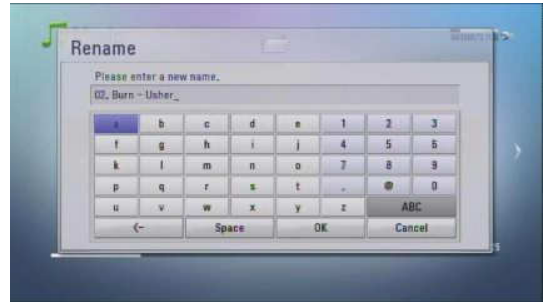 Rename
Please enter a new name.
02. Burn - Usher_
a b c d e 1 2 3
f g h i j 4 5 6
k l m n o 7 8 9
p q r s t . @ 0
u v w x y z ABC
<- Space OK Cancel